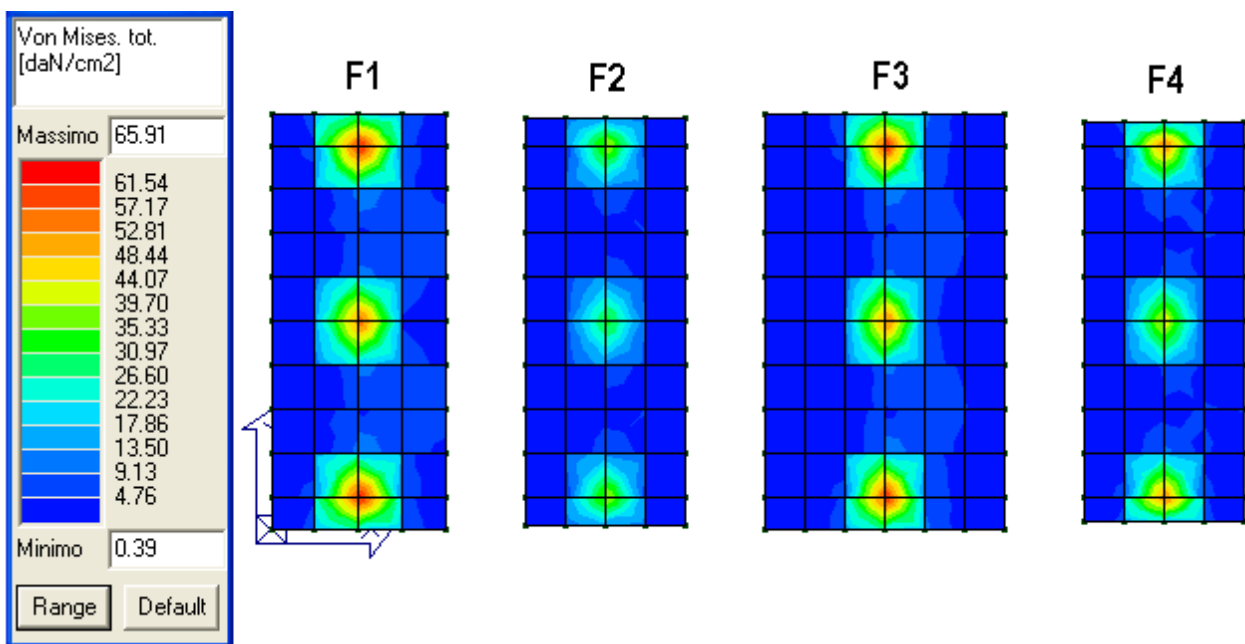 Von Mises. tot.
[daN/cm2]
Massimo 65.91
61.54
57.17
52.81
48.44
44.07
39.70
35.33
30.97
26.60
22.23
17.86
13.50
9.13
4.76
Minimo 0.39
Range Default
F1 F2 F3 F4